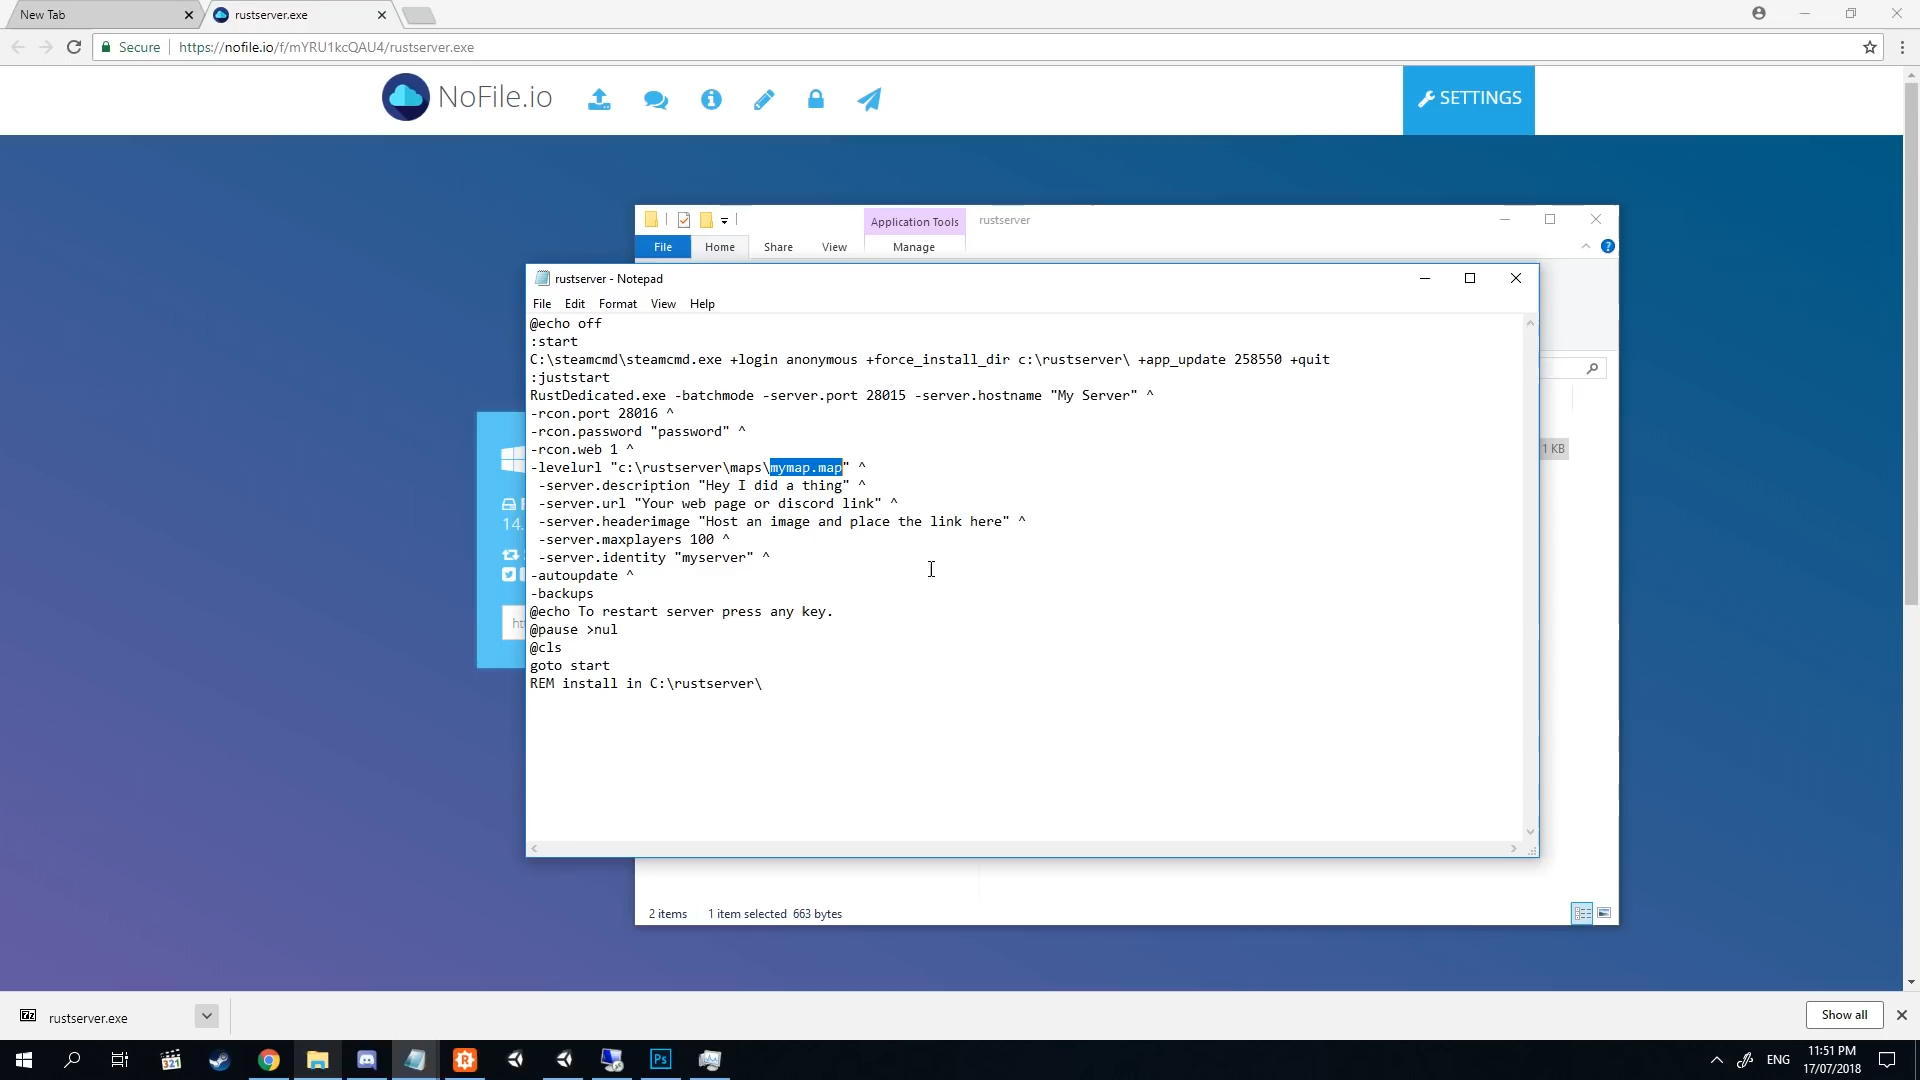 New Tab
rustserver.exe
Secure
https://nofile.io/f/mYRU1kcQAU4/rustserver.exe
NoFile.io
SETTINGS
Application Tools
rustserver
File
Home
Share
View
Manage
rustserver - Notepad
File
Edit
Format
View
Help
@echo off
:start
C:\steamcmd\steamcmd.exe +login anonymous +force_install_dir c:\rustserver\ +app_update 258550 +quit
:juststart
RustDedicated.exe -batchmode -server.port 28015 -server.hostname "My Server" ^
-rcon.port 28016 ^
-rcon.password "password" ^
-rcon.web 1 ^
-levelurl "c:\rustserver\maps\mymap.map" ^
-server.description "Hey I did a thing" ^
-server.url "Your web page or discord link" ^
-server.headerimage "Host an image and place the link here" ^
-server.maxplayers 100 ^
-server.identity "myserver" ^
-autoupdate ^
-backups
@echo To restart server press any key.
@pause >nul
@cls
goto start
REM install in C:\rustserver\
1 KB
14.
2 items
1 item selected 663 bytes
rustserver.exe
Show all
Ps
ENG
11:51 PM
17/07/2018